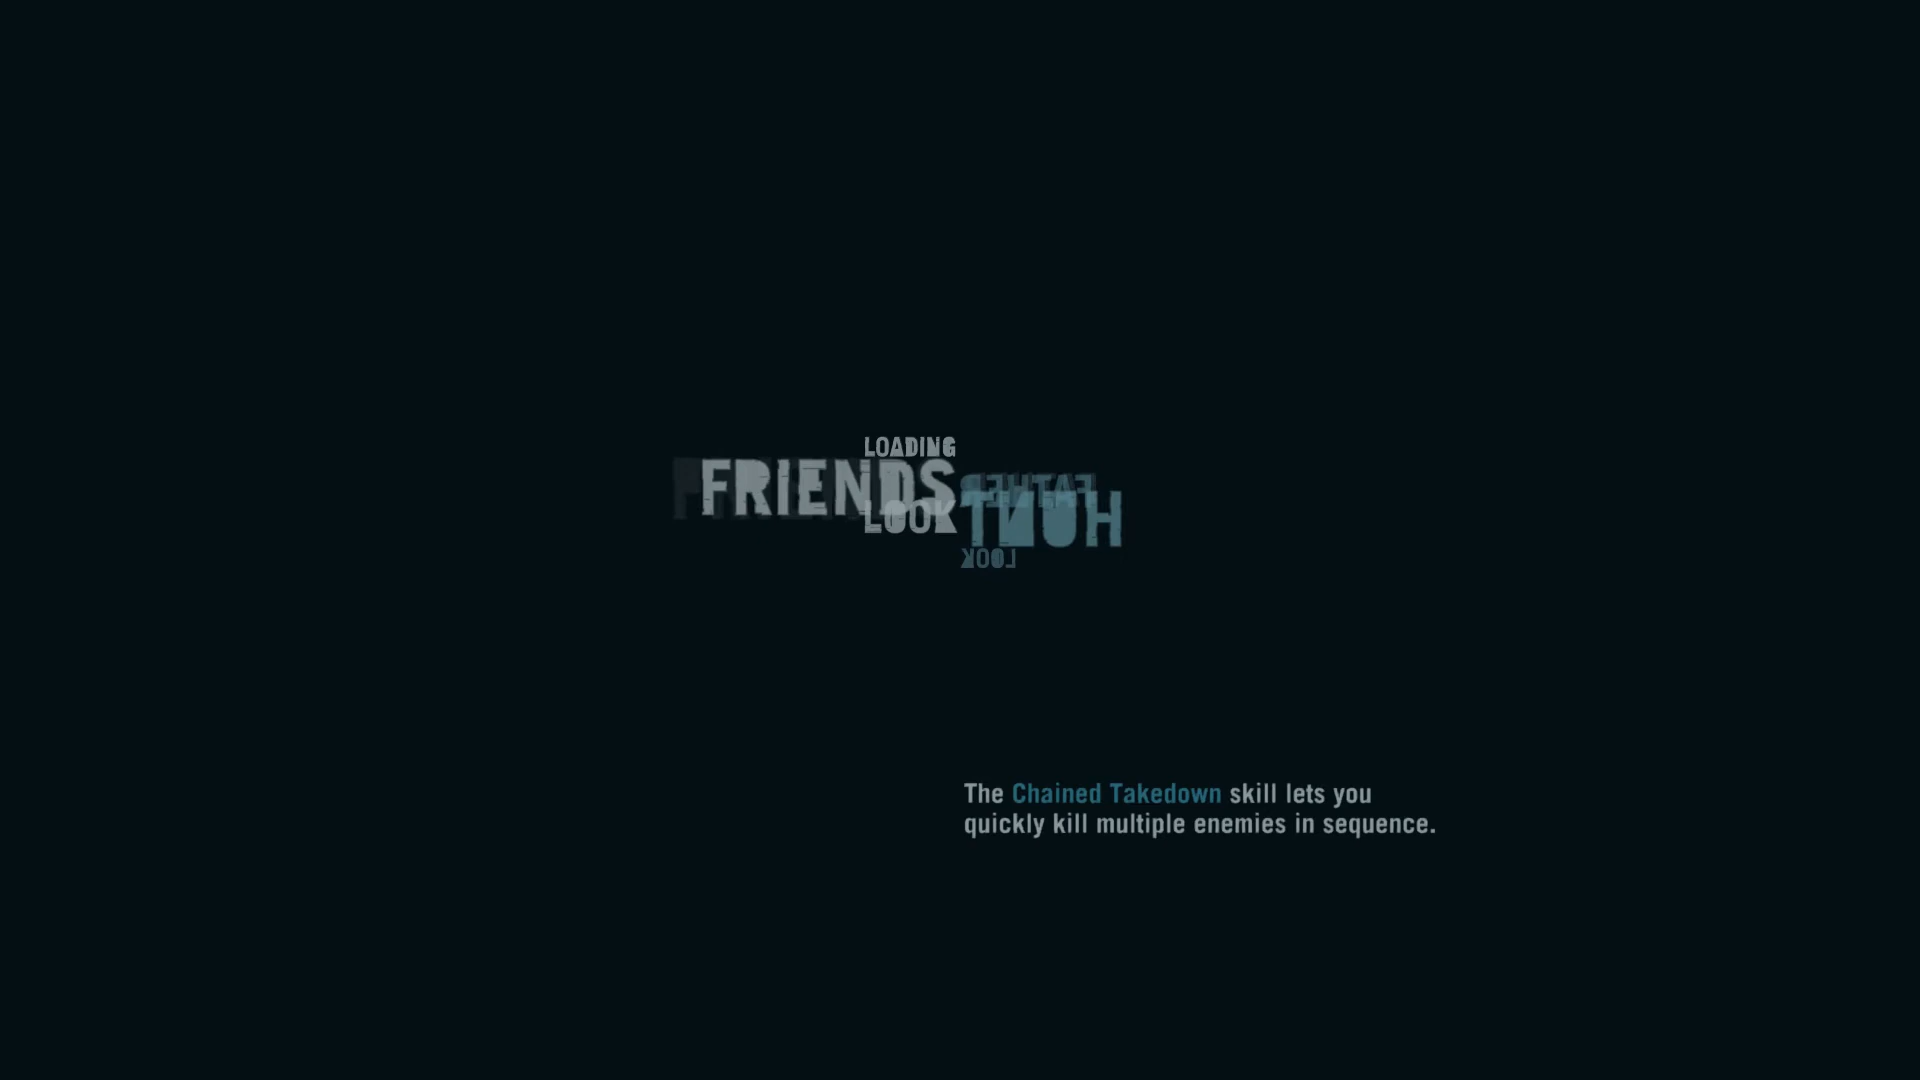 LOADING
FRIENDS
FATHER
HUNT
LOOK
LOOK
The Chained Takedown skill lets you
quickly kill multiple enemies in sequence.